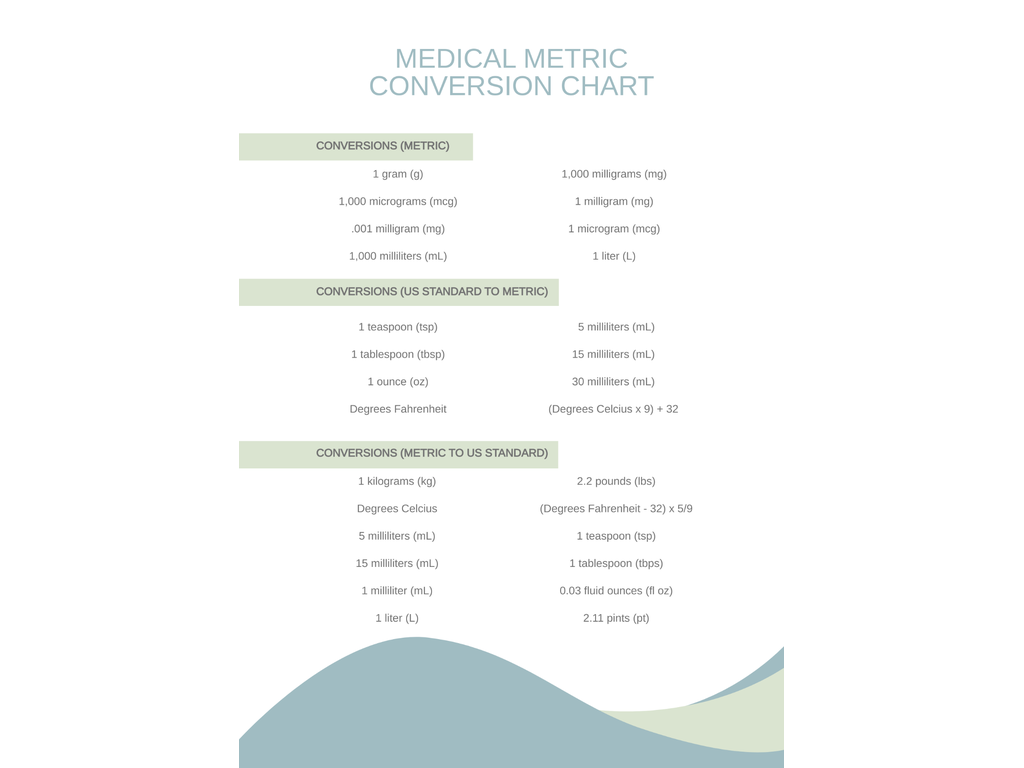 MEDICAL METRIC
CONVERSION CHART
CONVERSIONS (METRIC)
1 gram (g) 1,000 milligrams (mg)
1,000 micrograms (mcg) 1 milligram (mg)
.001 milligram (mg) 1 microgram (mcg)
1,000 milliliters (mL) 1 liter (L)
CONVERSIONS (US STANDARD TO METRIC)
1 teaspoon (tsp) 5 milliliters (mL)
1 tablespoon (tbsp) 15 milliliters (mL)
1 ounce (oz) 30 milliliters (mL)
Degrees Fahrenheit (Degrees Celcius x 9) + 32
CONVERSIONS (METRIC TO US STANDARD)
1 kilograms (kg) 2.2 pounds (lbs)
Degrees Celcius (Degrees Fahrenheit - 32) x 5/9
5 milliliters (mL) 1 teaspoon (tsp)
15 milliliters (mL) 1 tablespoon (tbps)
1 milliliter (mL) 0.03 fluid ounces (fl oz)
1 liter (L) 2.11 pints (pt)